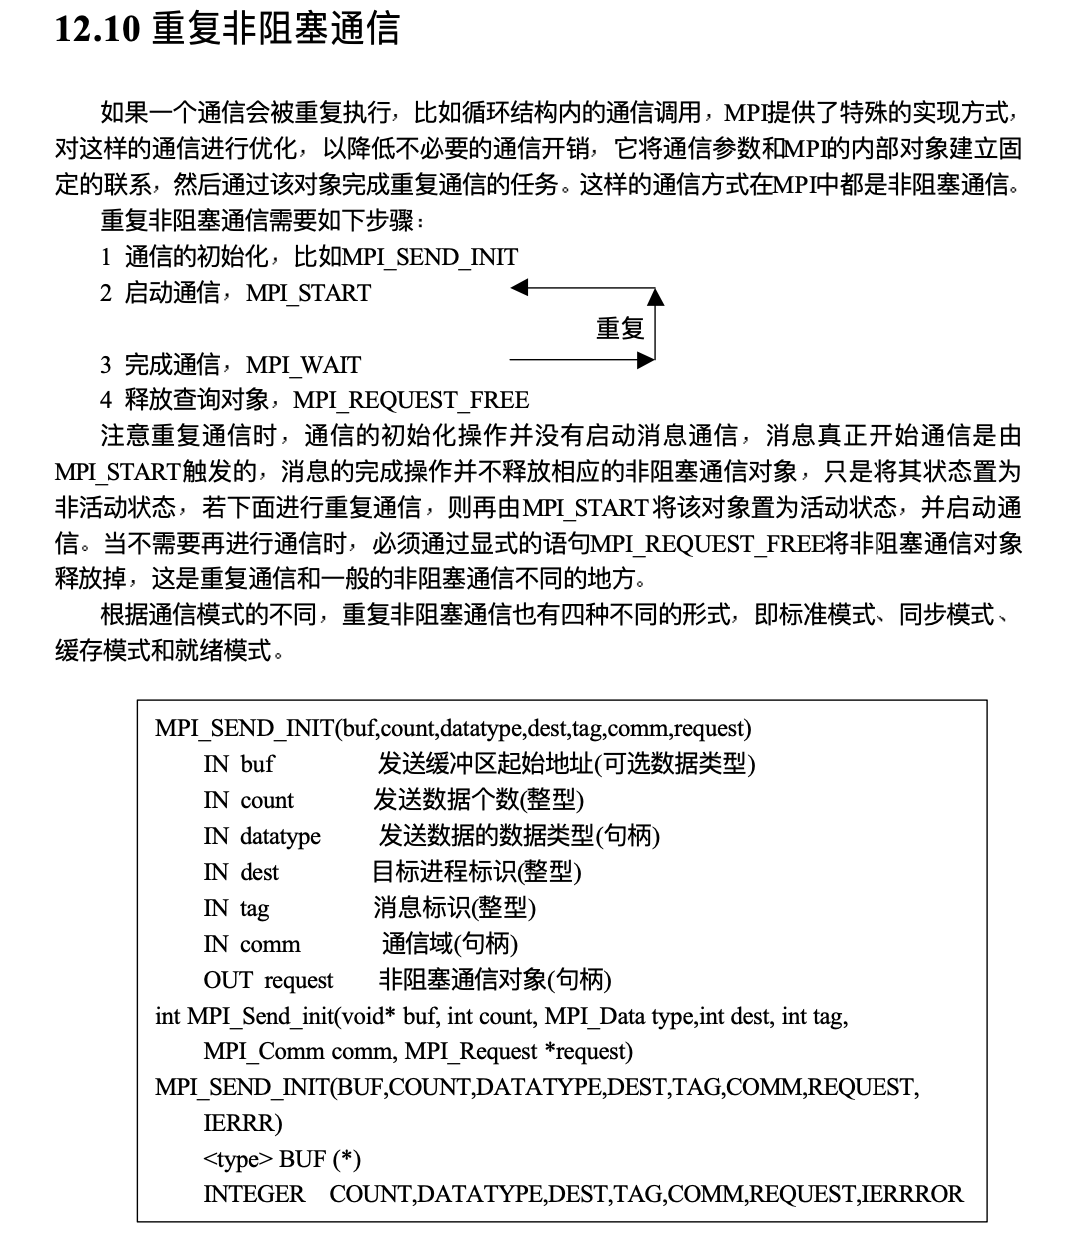 12.10 重复非阻塞通信
如果一个通信会被重复执行，比如循环结构内的通信调用，MPI提供了特殊的实现方式，
对这样的通信进行优化，以降低不必要的通信开销，它将通信参数和MPI的内部对象建立固
定的联系，然后通过该对象完成重复通信的任务。这样的通信方式在MPI中都是非阻塞通信。
重复非阻塞通信需要如下步骤：
1 通信的初始化，比如MPI_SEND_INIT
2 启动通信，MPI_START
重复
3 完成通信，MPI_WAIT
4 释放查询对象，MPI_REQUEST_FREE
注意重复通信时，通信的初始化操作并没有启动消息通信，消息真正开始通信是由
MPI_START触发的，消息的完成操作并不释放相应的非阻塞通信对象，只是将其状态置为
非活动状态，若下面进行重复通信，则再由MPI_START将该对象置为活动状态，并启动通
信。当不需要再进行通信时，必须通过显式的语句MPI_REQUEST_FREE将非阻塞通信对象
释放掉，这是重复通信和一般的非阻塞通信不同的地方。
根据通信模式的不同，重复非阻塞通信也有四种不同的形式，即标准模式、同步模式、
缓存模式和就绪模式。
MPI_SEND_INIT(buf,count,datatype,dest,tag,comm,request)
IN buf 发送缓冲区起始地址(可选数据类型)
IN count 发送数据个数(整型)
IN datatype 发送数据的数据类型(句柄)
IN dest 目标进程标识(整型)
IN tag 消息标识(整型)
IN comm 通信域(句柄)
OUT request 非阻塞通信对象(句柄)
int MPI_Send_init(void* buf, int count, MPI_Data type,int dest, int tag,
MPI_Comm comm, MPI_Request *request)
MPI_SEND_INIT(BUF,COUNT,DATATYPE,DEST,TAG,COMM,REQUEST,
IERRR)
<type> BUF (*)
INTEGER COUNT,DATATYPE,DEST,TAG,COMM,REQUEST,IERRROR